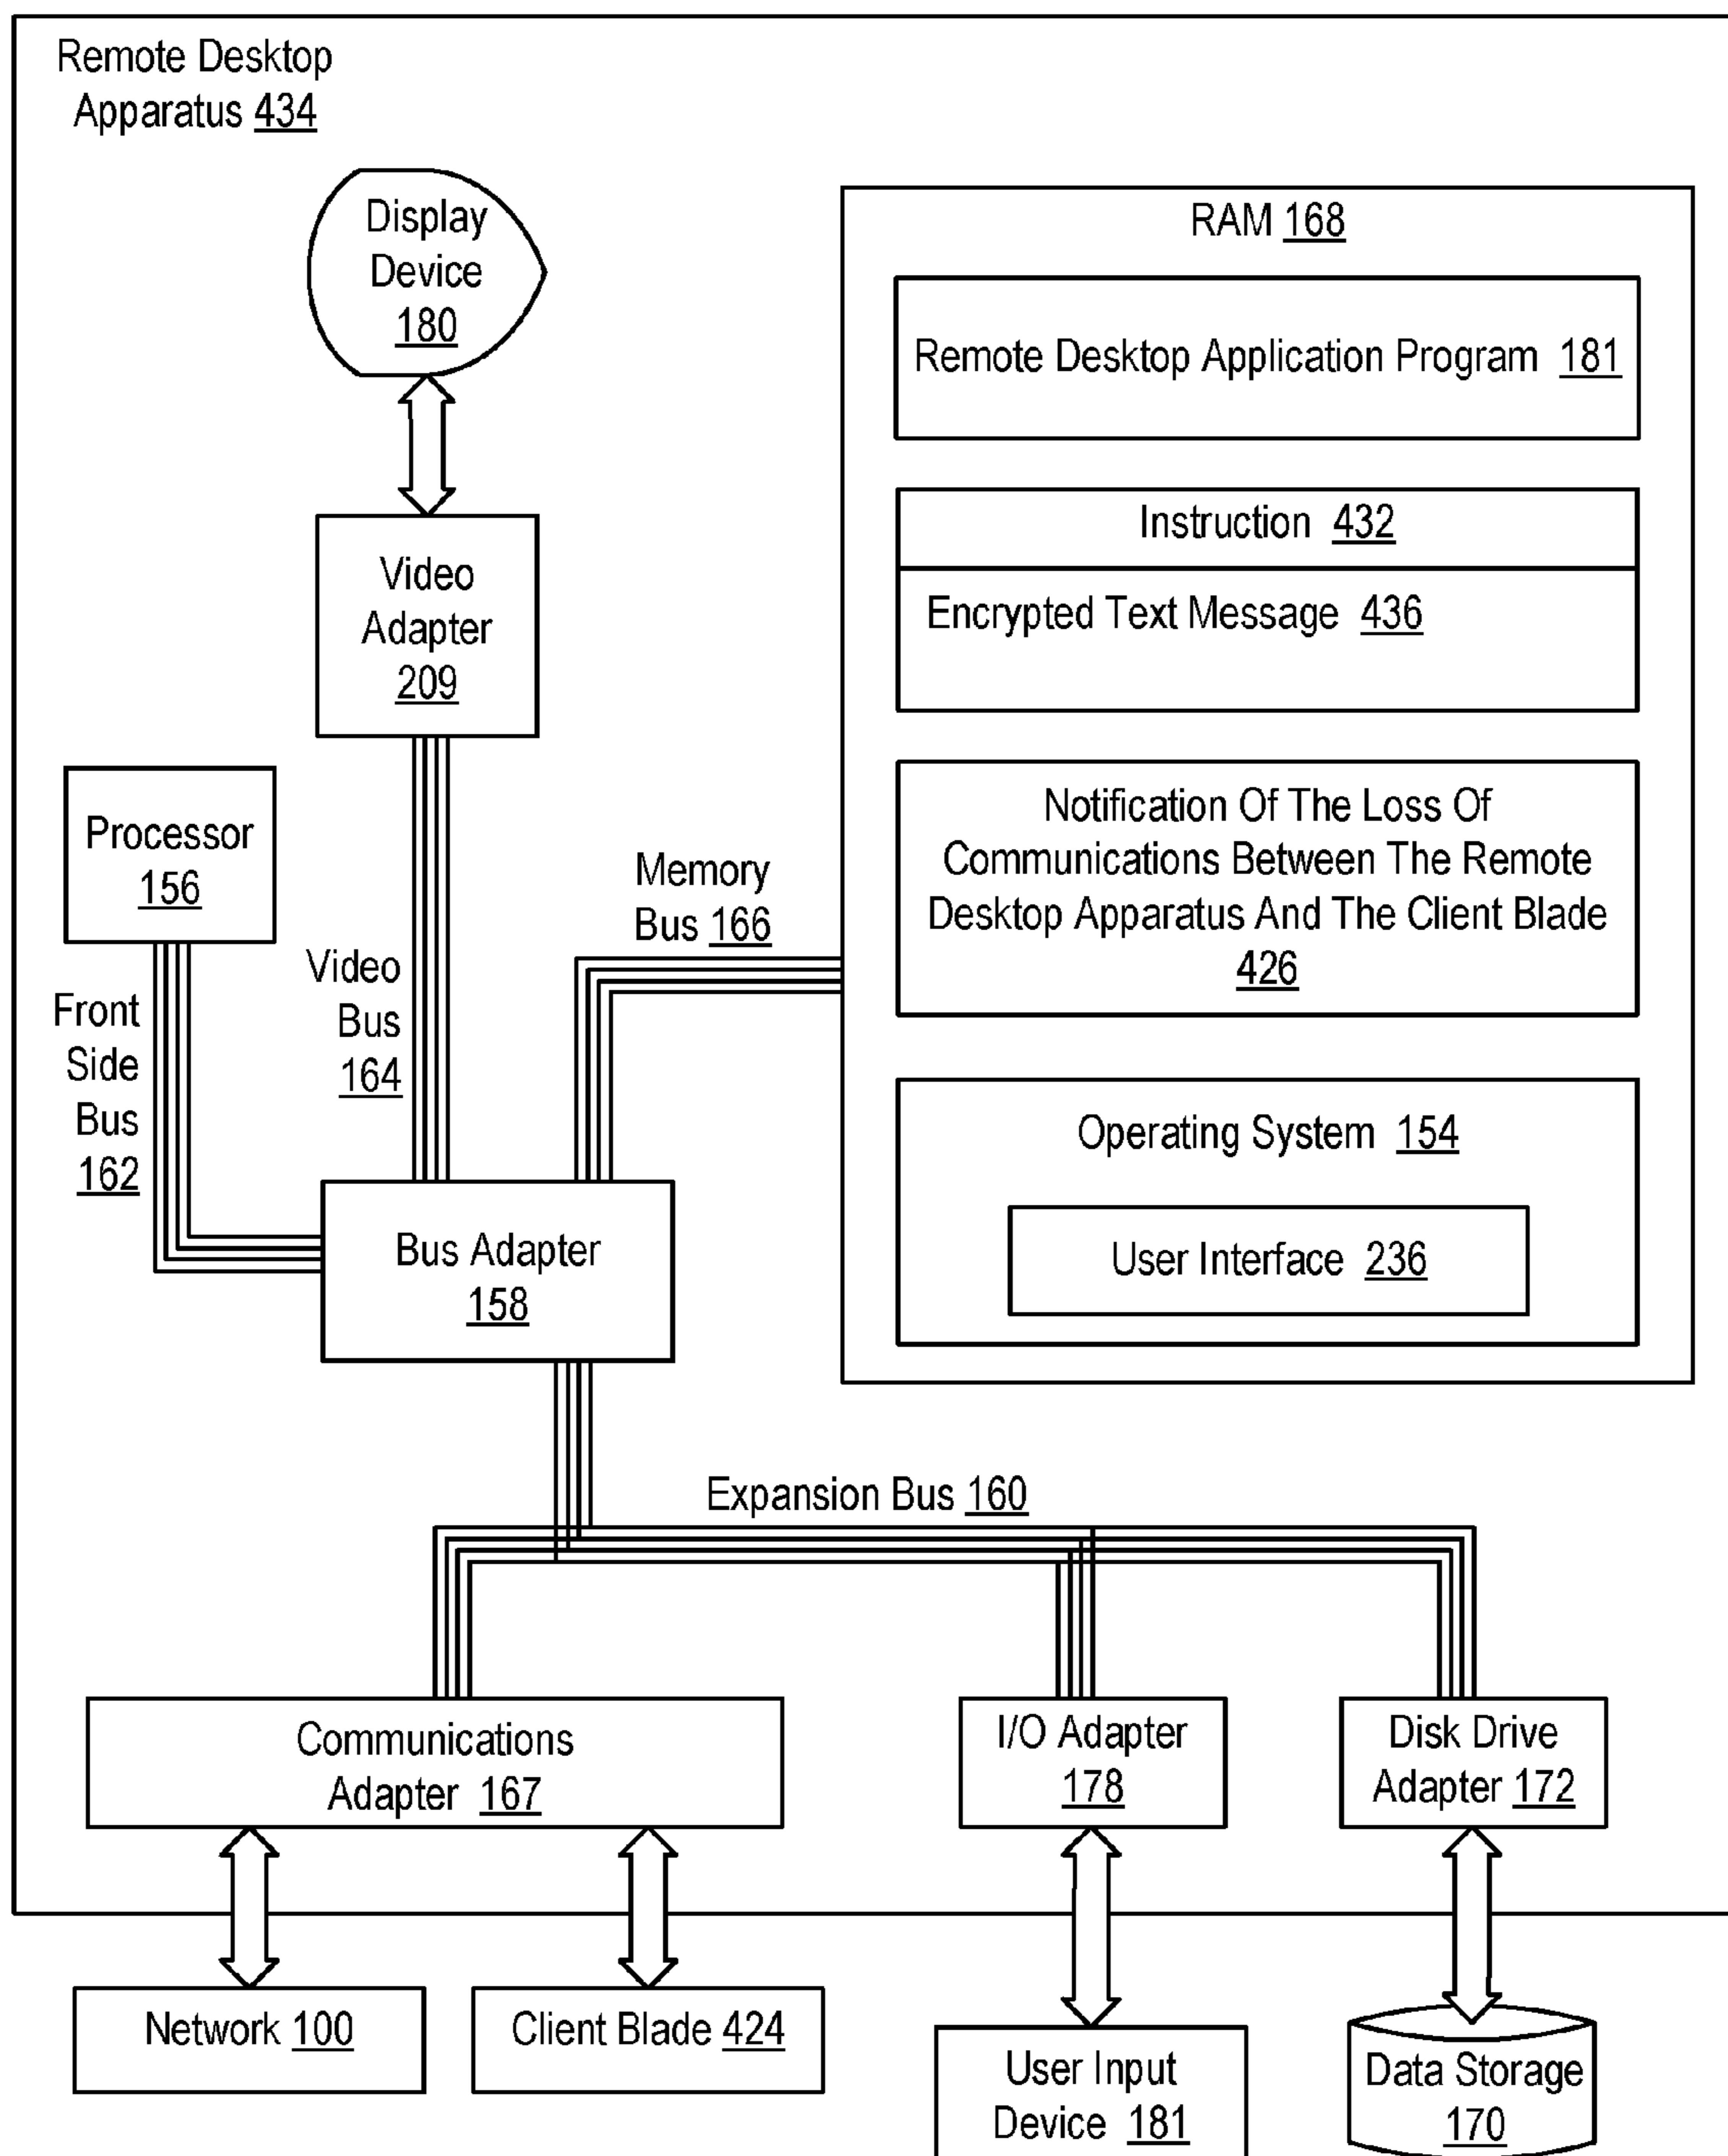 Remote Desktop
Apparatus 434
Display
Device
180
Video
Adapter
209
Processor
156
Front
Side
Bus
162
Video
Bus
164
Memory
Bus 166
RAM 168
Remote Desktop Application Program 181
Instruction 432
Encrypted Text Message 436
Notification Of The Loss Of
Communications Between The Remote
Desktop Apparatus And The Client Blade
426
Operating System 154
User Interface 236
Bus Adapter
158
Expansion Bus 160
Communications
Adapter 167
I/O Adapter
178
Disk Drive
Adapter 172
Network 100
Client Blade 424
User Input
Device 181
Data Storage
170